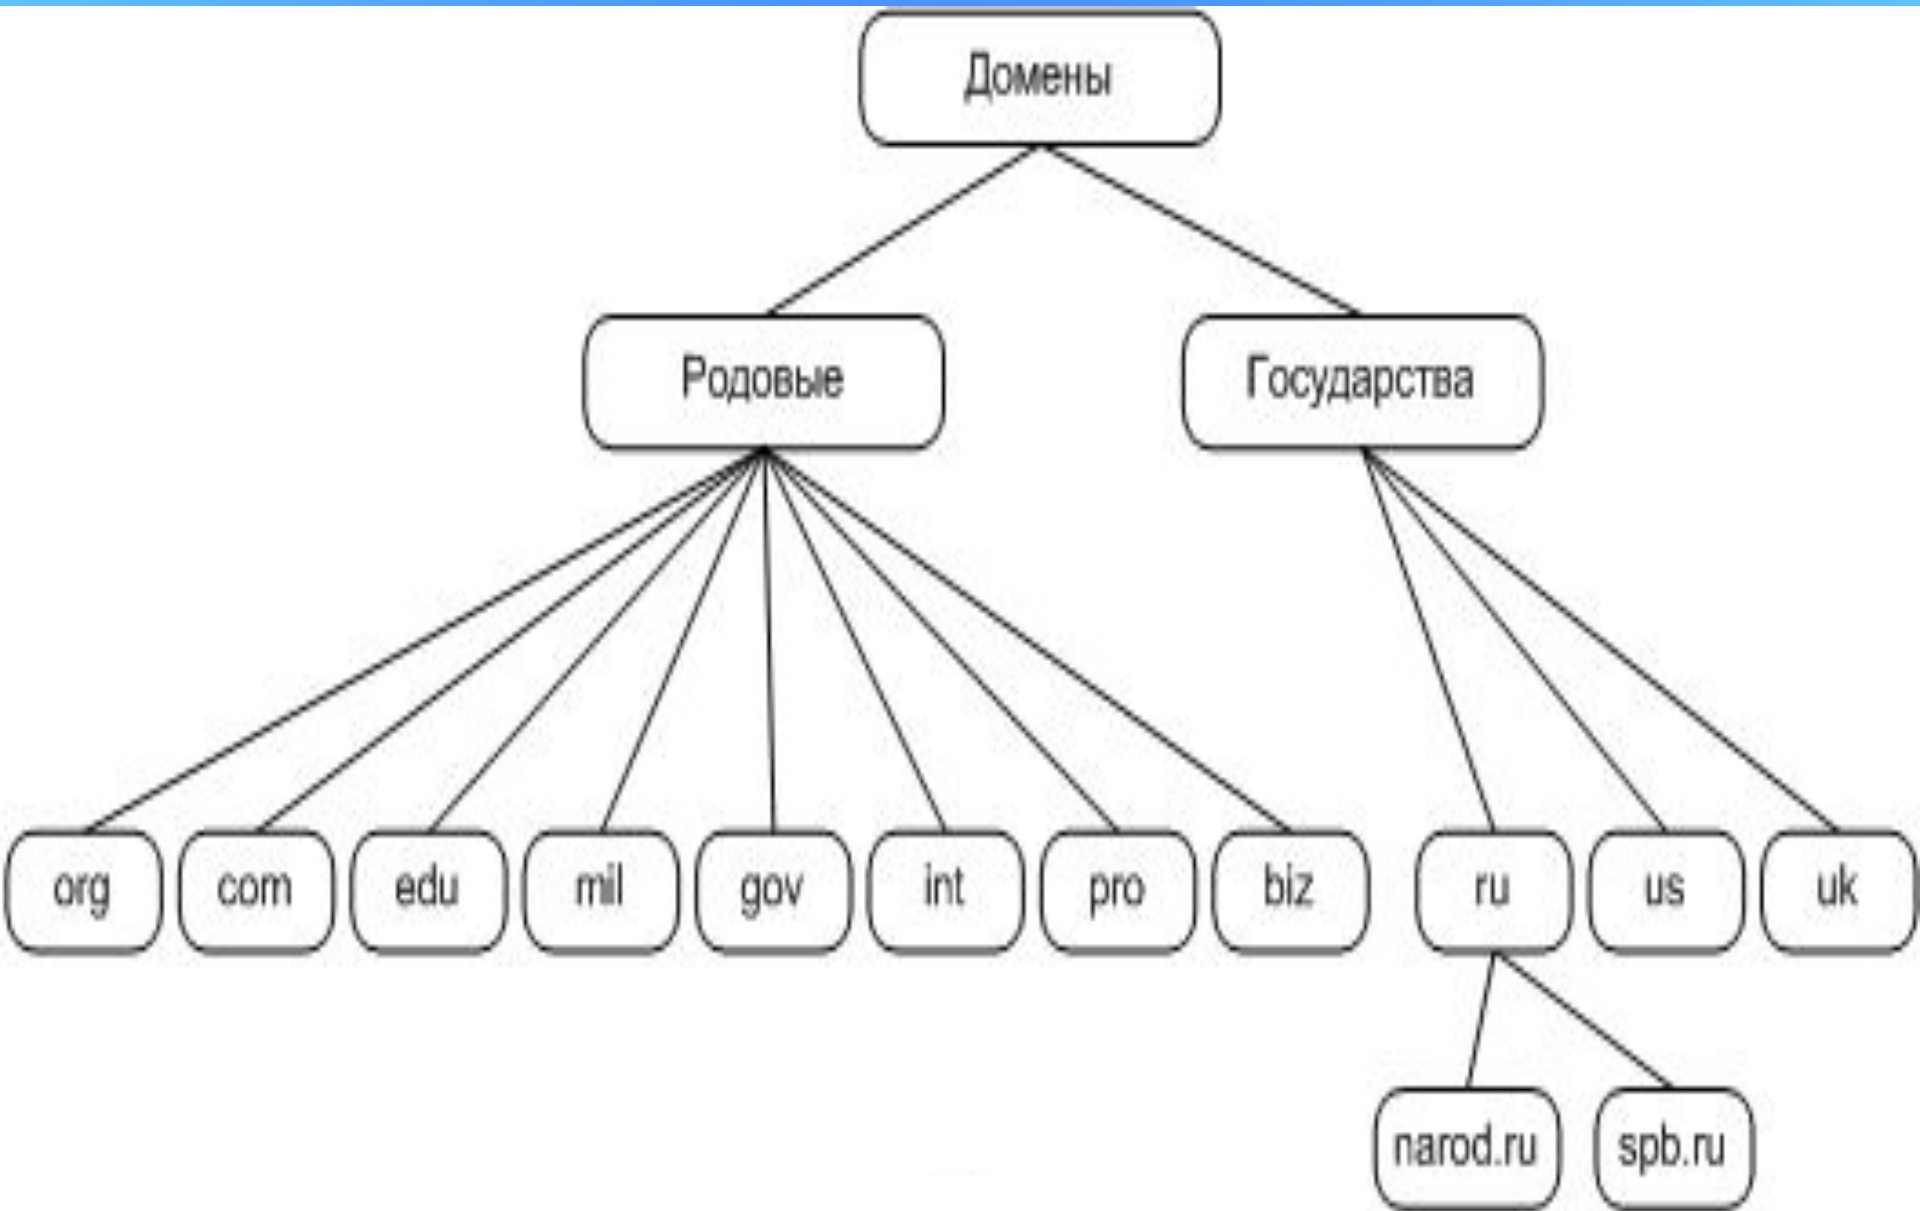 Домены
Родовые
Государства
org
com
edu
mil
gov
int
pro
biz
ru
us
uk
narod.ru
spb.ru